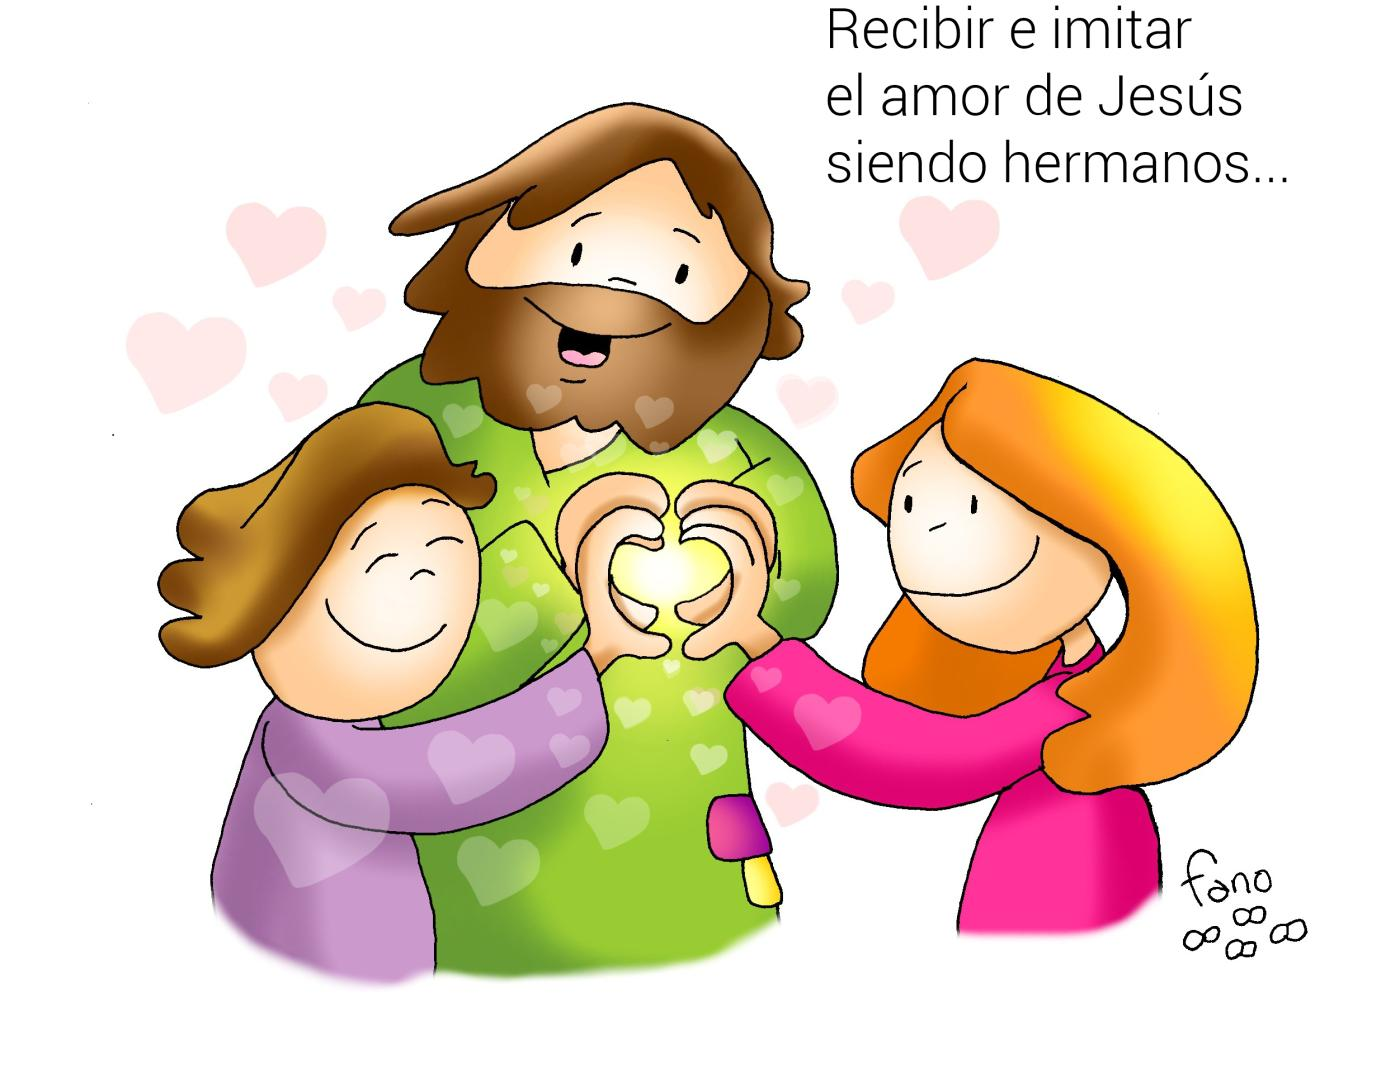 Recibir e imitar
el amor de Jesús
siendo hermanos...
fano